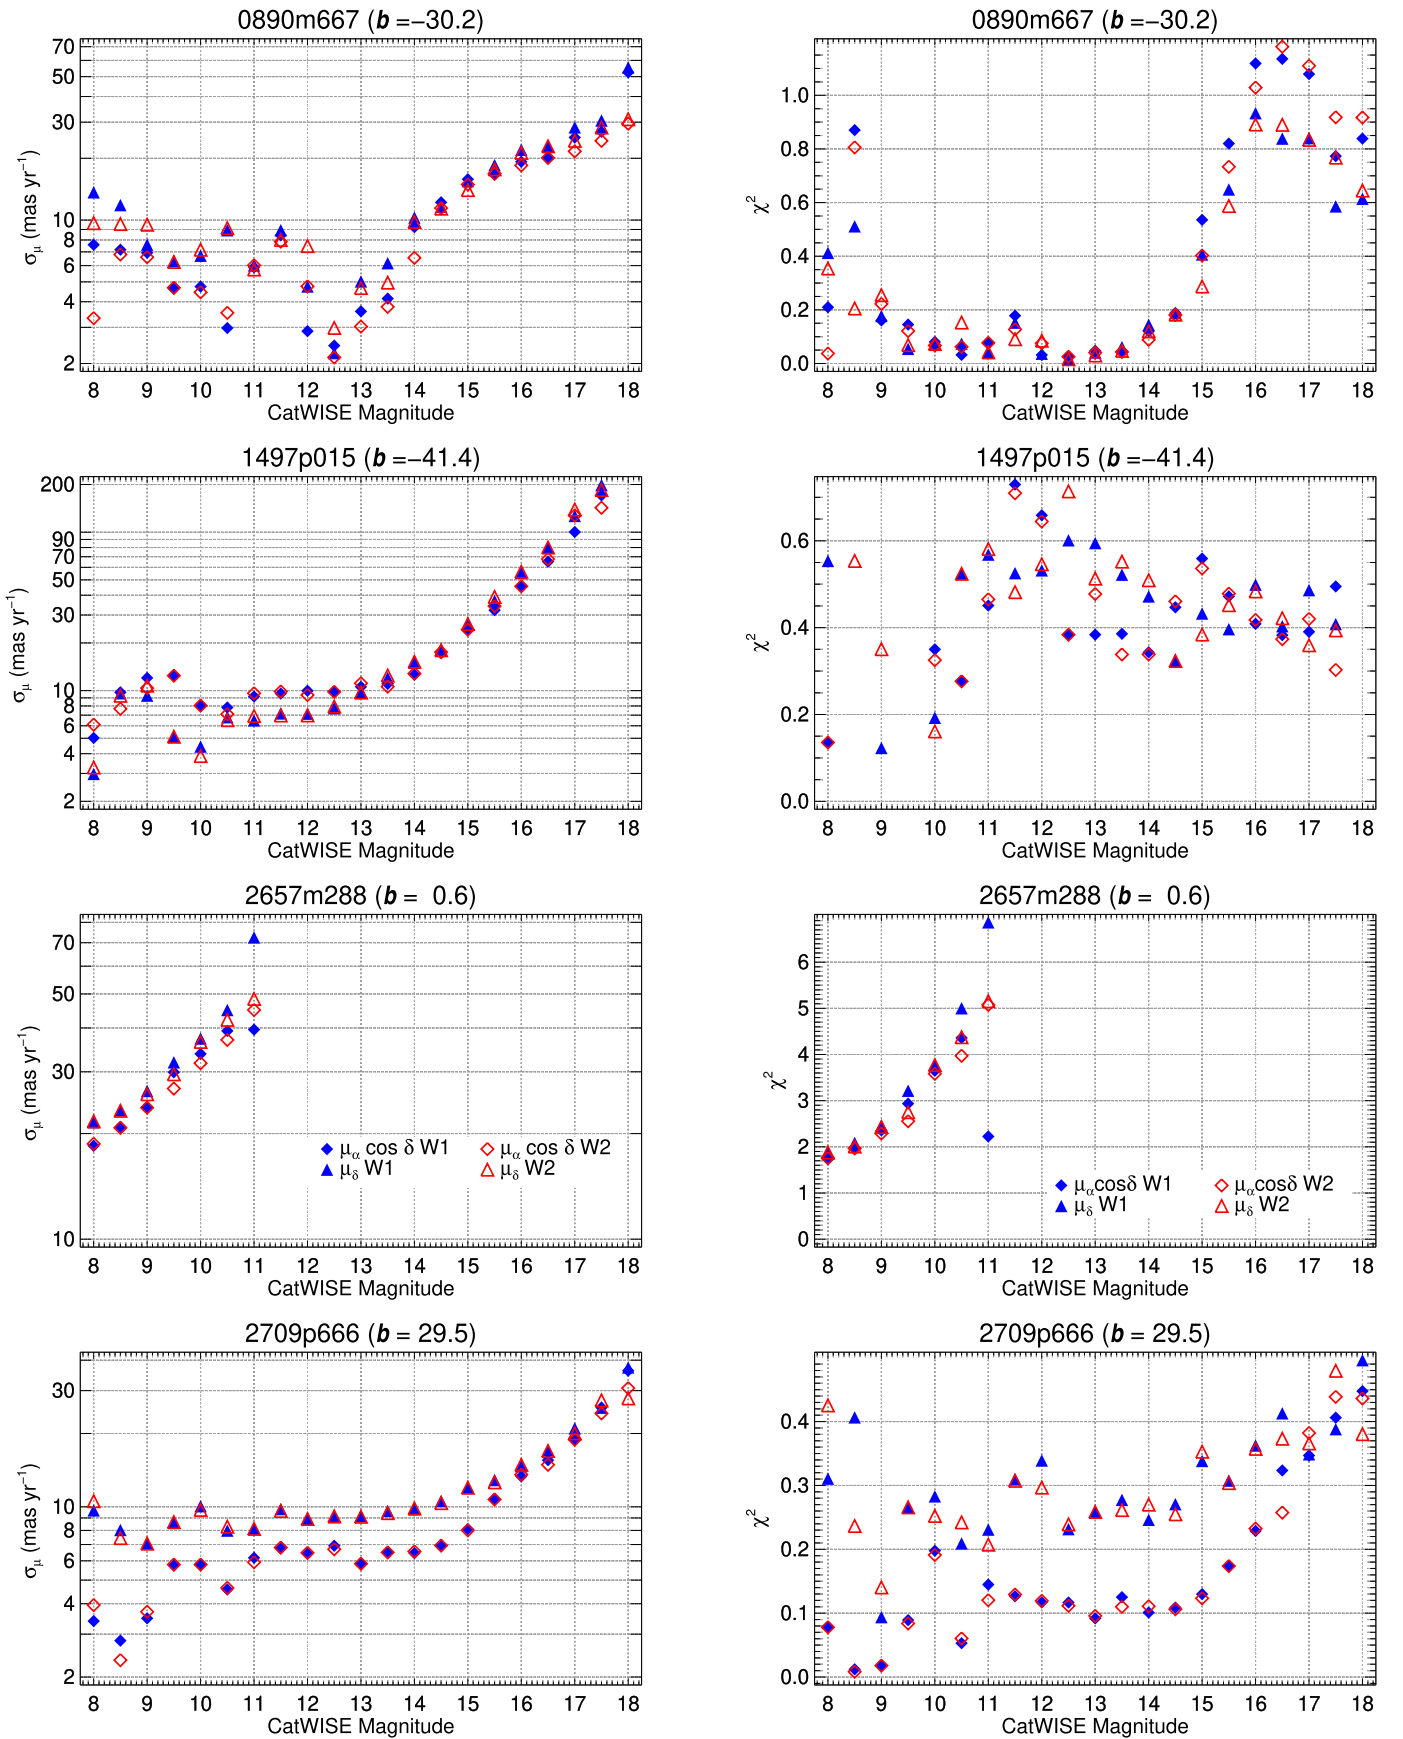 0890m667 (b =−30.2)
70
50
30
10
8
6
4
2
σμ (mas yr−1)
8 9 10 11 12 13 14 15 16 17 18
CatWISE Magnitude
0890m667 (b =−30.2)
1.0
0.8
0.6
0.4
0.2
0.0
χ2
8 9 10 11 12 13 14 15 16 17 18
CatWISE Magnitude
1497p015 (b =−41.4)
200
90
70
50
30
10
8
6
4
2
σμ (mas yr−1)
8 9 10 11 12 13 14 15 16 17 18
CatWISE Magnitude
1497p015 (b =−41.4)
0.6
0.4
0.2
0.0
χ2
8 9 10 11 12 13 14 15 16 17 18
CatWISE Magnitude
2657m288 (b = 0.6)
70
50
30
10
σμ (mas yr−1)
μα cos δ W1 μα cos δ W2
μδ W1 μδ W2
8 9 10 11 12 13 14 15 16 17 18
CatWISE Magnitude
2657m288 (b = 0.6)
6
5
4
3
2
1
0
χ2
μαcosδ W1 μαcosδ W2
μδ W1 μδ W2
8 9 10 11 12 13 14 15 16 17 18
CatWISE Magnitude
2709p666 (b = 29.5)
30
10
8
6
4
2
σμ (mas yr−1)
8 9 10 11 12 13 14 15 16 17 18
CatWISE Magnitude
2709p666 (b = 29.5)
0.4
0.3
0.2
0.1
0.0
χ2
8 9 10 11 12 13 14 15 16 17 18
CatWISE Magnitude